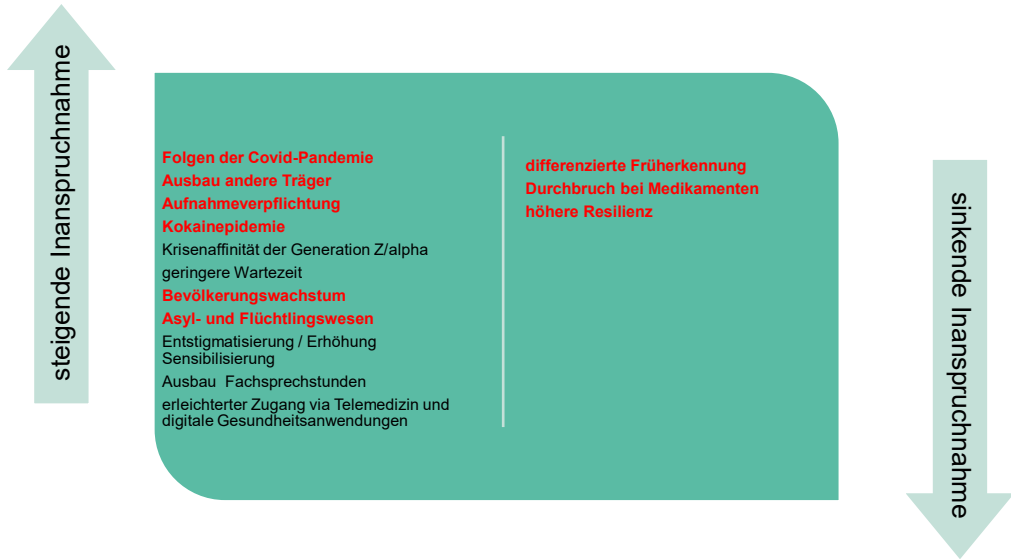 steigende Inanspruchnahme
Folgen der Covid-Pandemie
Ausbau andere Träger
Aufnahmeverpflichtung
Kokainepidemie
Krisenaffinität der Generation Z/alpha
geringere Wartezeit
Bevölkerungswachstum
Asyl- und Flüchtlingswesen
Entstigmatisierung / Erhöhung
Sensibilisierung
Ausbau  Fachsprechstunden
erleichterter Zugang via Telemedizin und
digitale Gesundheitsanwendungen
differenzierte Früherkennung
Durchbruch bei Medikamenten
höhere Resilienz
sinkende Inanspruchnahme